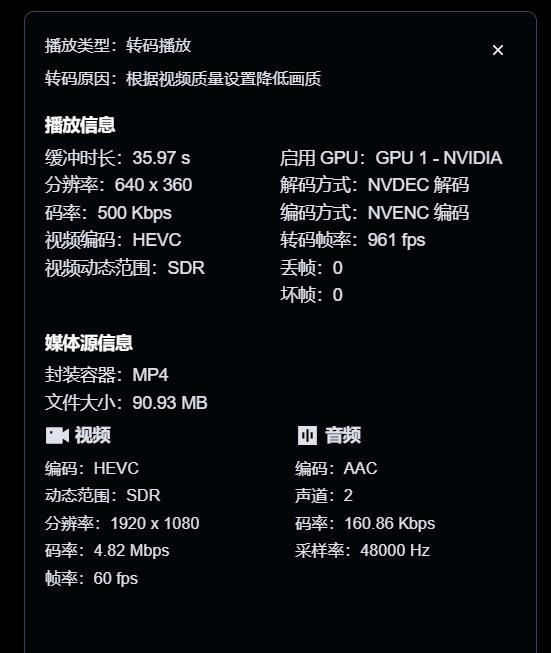 播放类型：转码播放
转码原因：根据视频质量设置降低画质
播放信息
缓冲时长：35.97 s
启用 GPU：GPU 1 - NVIDIA
分辨率：640 x 360
解码方式：NVDEC 解码
码率：500 Kbps
编码方式：NVENC 编码
视频编码：HEVC
转码帧率：961 fps
视频动态范围：SDR
丢帧：0
坏帧：0
媒体源信息
封装容器：MP4
文件大小：90.93 MB
视频
音频
编码：HEVC
编码：AAC
动态范围：SDR
声道：2
分辨率：1920 x 1080
码率：160.86 Kbps
码率：4.82 Mbps
采样率：48000 Hz
帧率：60 fps